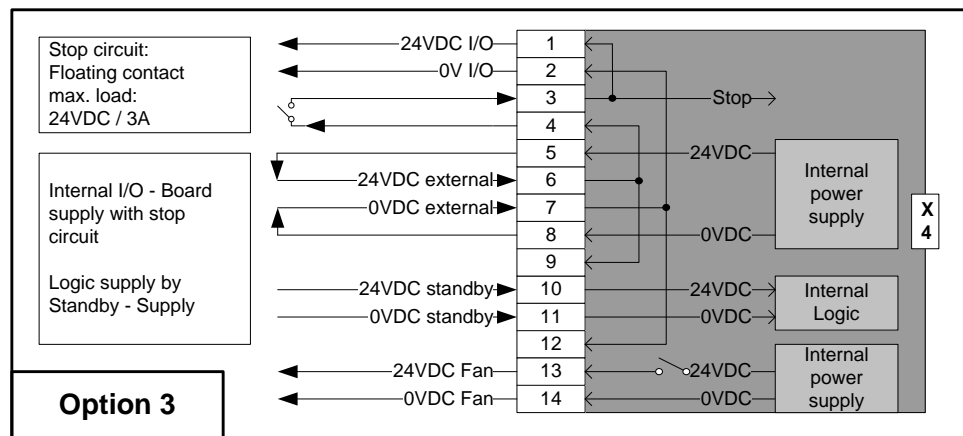 Stop circuit:
Floating contact
max. load:
24VDC / 3A
Internal I/O - Board
supply with stop
circuit
Logic supply by
Standby - Supply
Option 3
24VDC I/O
0V I/O
24VDC external
0VDC external
24VDC standby
0VDC standby
24VDC Fan
0VDC Fan
1
2
3
4
5
6
7
8
9
10
11
12
13
14
Stop
24VDC
0VDC
24VDC
0VDC
24VDC
0VDC
Internal
power
supply
Internal
Logic
Internal
power
supply
X
4